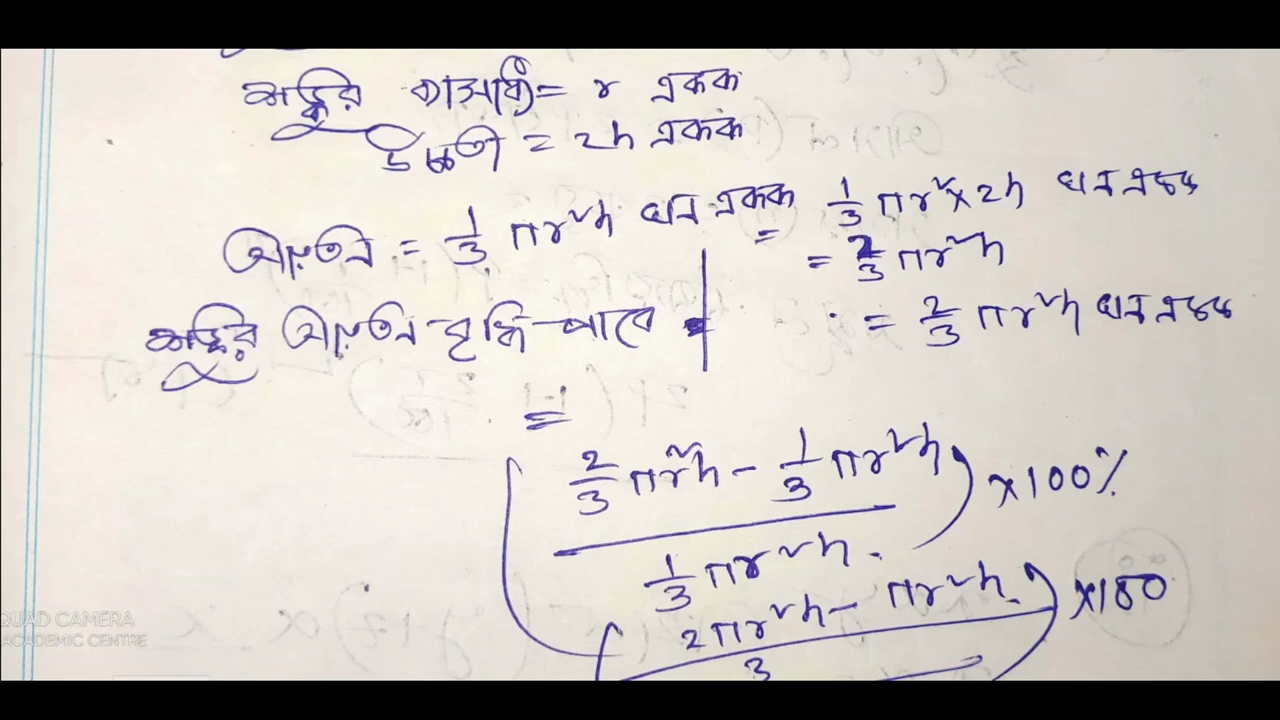 শঙ্কুর ব্যাসার্ধ = r একক
উচ্চতা = 2h একক
আয়তন = 1/3 πr²h ঘন একক = 1/3 πr² × 2h ঘন একক
= 2/3 πr²h
শঙ্কুর আয়তন বৃদ্ধি পাবে
= 2/3 πr²h ঘন একক
=
(2/3 πr²h − 1/3 πr²h) × 100%
1/3 πr²h
(2πr²h − πr²h) × 100
3
QUAD CAMERA
ACADEMIC CENTRE